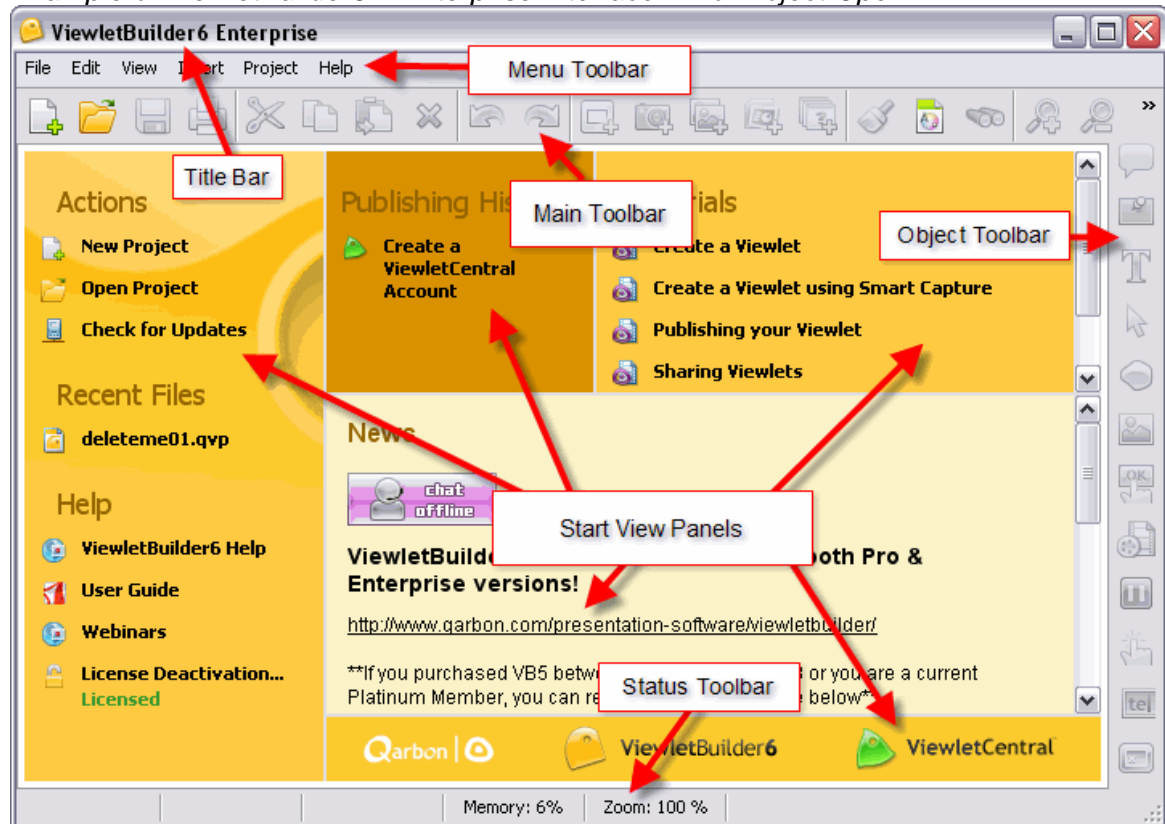 ViewletBuilder6 Enterprise
File Edit View Insert Project Help
Menu Toolbar
Title Bar
Main Toolbar
Object Toolbar
Actions
New Project
Open Project
Check for Updates
Recent Files
deleteme01.qvp
Help
ViewletBuilder6 Help
User Guide
Webinars
License Deactivation...
Licensed
Publishing His
Create a
ViewletCentral
Account
rials
Create a Viewlet
Create a Viewlet using Smart Capture
Publishing your Viewlet
Sharing Viewlets
News
chat
offline
Start View Panels
ViewletBuild oth Pro &
Enterprise versions!
http://www.qarbon.com/presentation-software/viewletbuilder/
**If you purchased VB5 betw or you are a current
Platinum Member, you can re below**
Status Toolbar
Qarbon
ViewletBuilder6
ViewletCentral
OK
te
Memory: 6% Zoom: 100 %